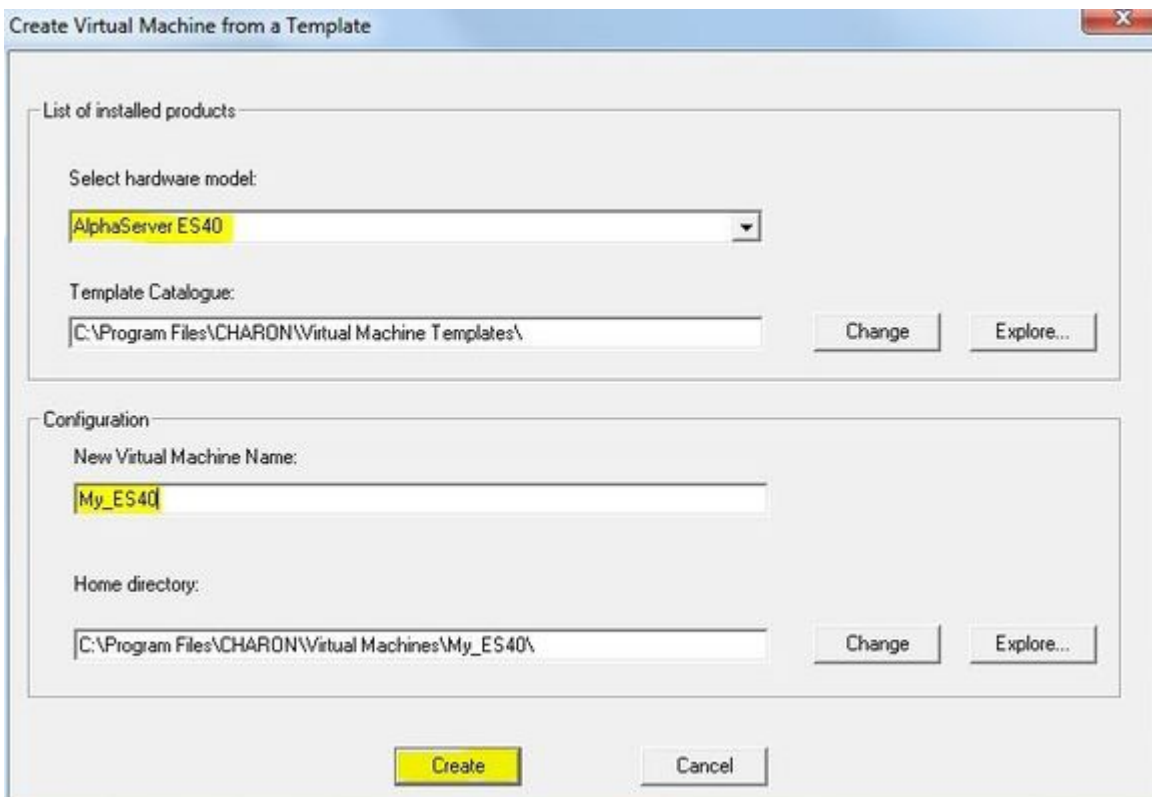 Create Virtual Machine from a Template
List of installed products
Select hardware model:
AlphaServer ES40
Template Catalogue:
C:\Program Files\CHARON\Virtual Machine Templates\
Change
Explore...
Configuration
New Virtual Machine Name:
My_ES40
Home directory:
C:\Program Files\CHARON\Virtual Machines\My_ES40\
Change
Explore...
Create
Cancel